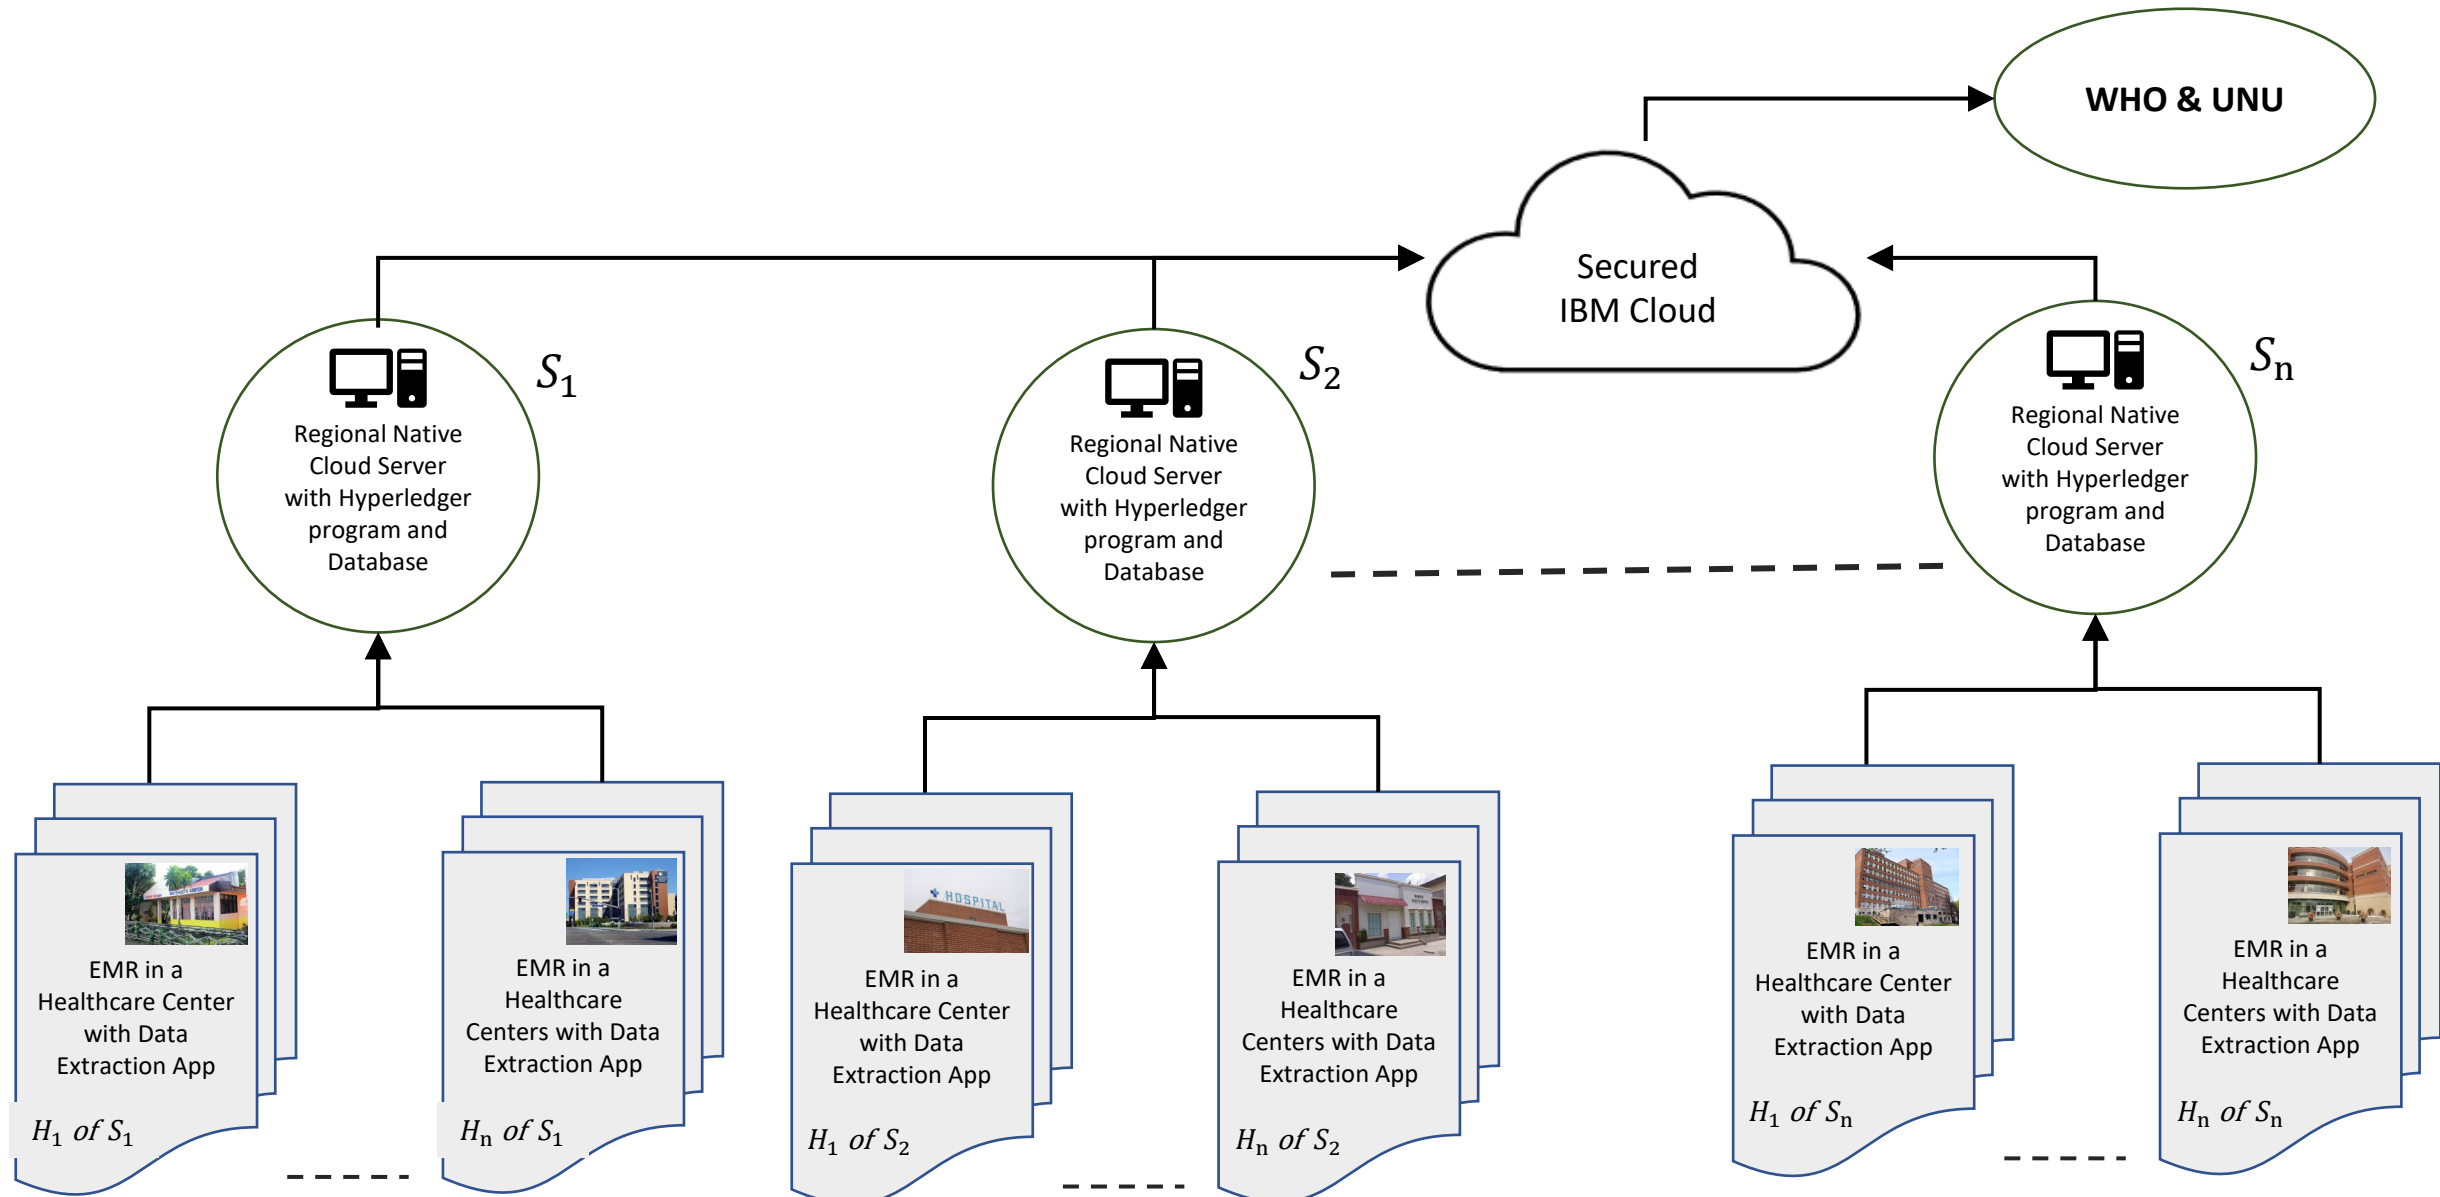 WHO & UNU
Secured
IBM Cloud
S₁
Regional Native
Cloud Server
with Hyperledger
program and
Database
S₂
Regional Native
Cloud Server
with Hyperledger
program and
Database
Sₙ
Regional Native
Cloud Server
with Hyperledger
program and
Database
EMR in a
Healthcare Center
with Data
Extraction App
H₁ of S₁
EMR in a
Healthcare
Centers with Data
Extraction App
Hₙ of S₁
HOSPITAL
EMR in a
Healthcare Center
with Data
Extraction App
H₁ of S₂
EMR in a
Healthcare
Centers with Data
Extraction App
Hₙ of S₂
EMR in a
Healthcare Center
with Data
Extraction App
H₁ of Sₙ
EMR in a
Healthcare
Centers with Data
Extraction App
Hₙ of Sₙ